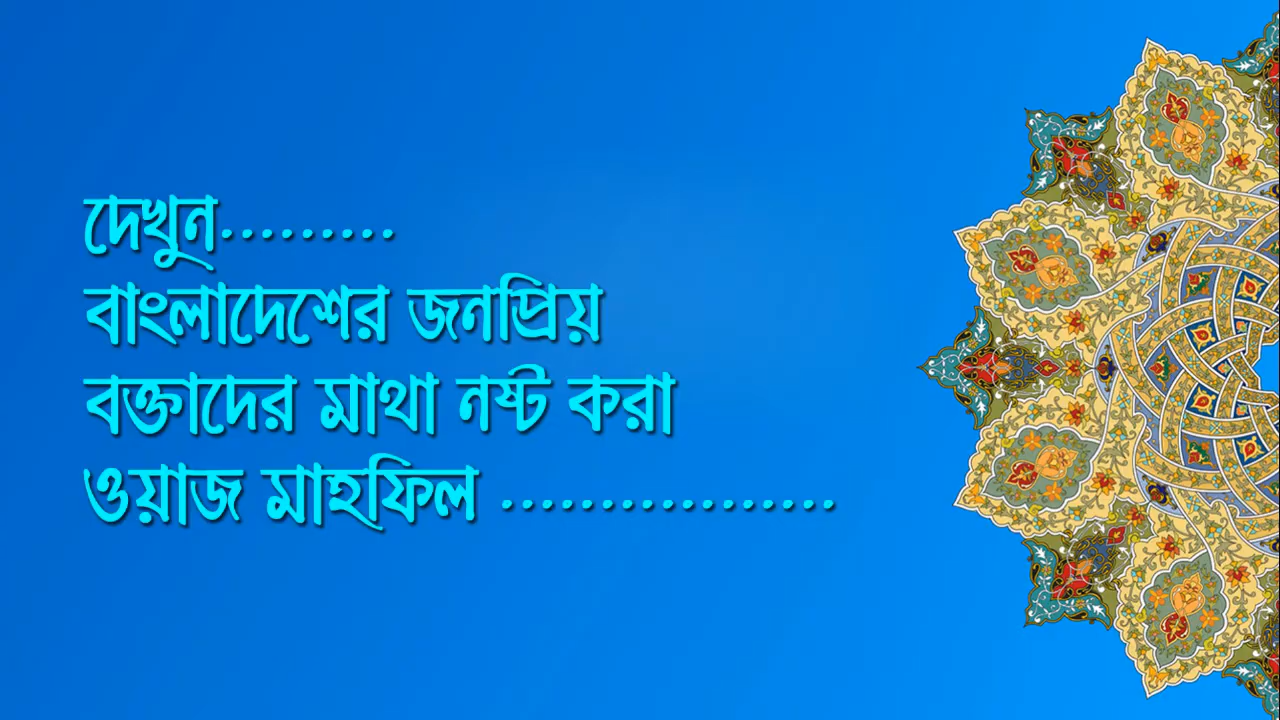 দেখুন.........
বাংলাদেশের জনপ্রিয়
বক্তাদের মাথা নষ্ট করা
ওয়াজ মাহফিল .................